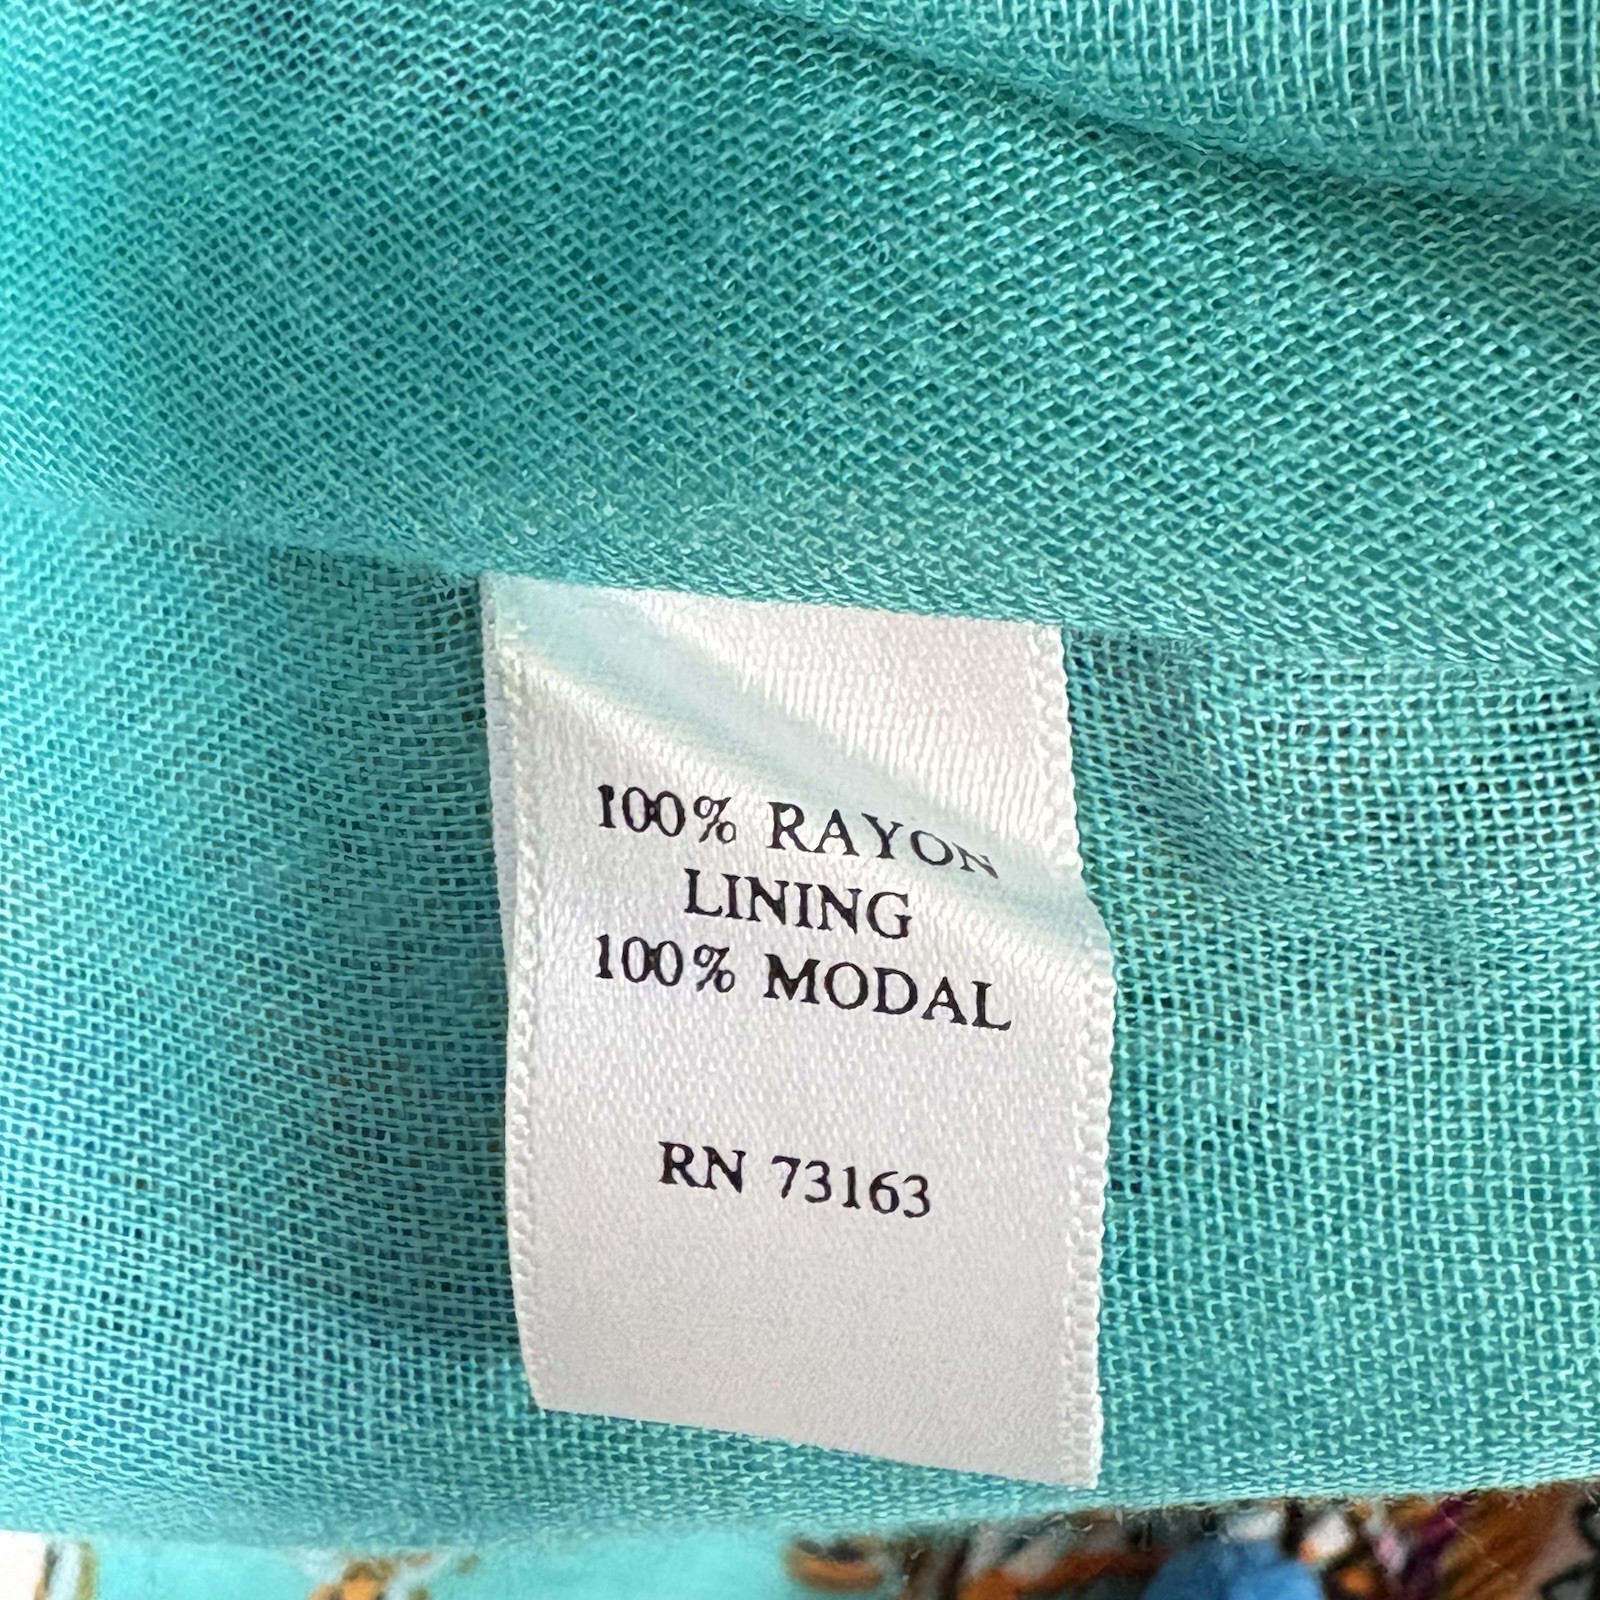 100% RAYON
LINING
100% MODAL
RN 73163